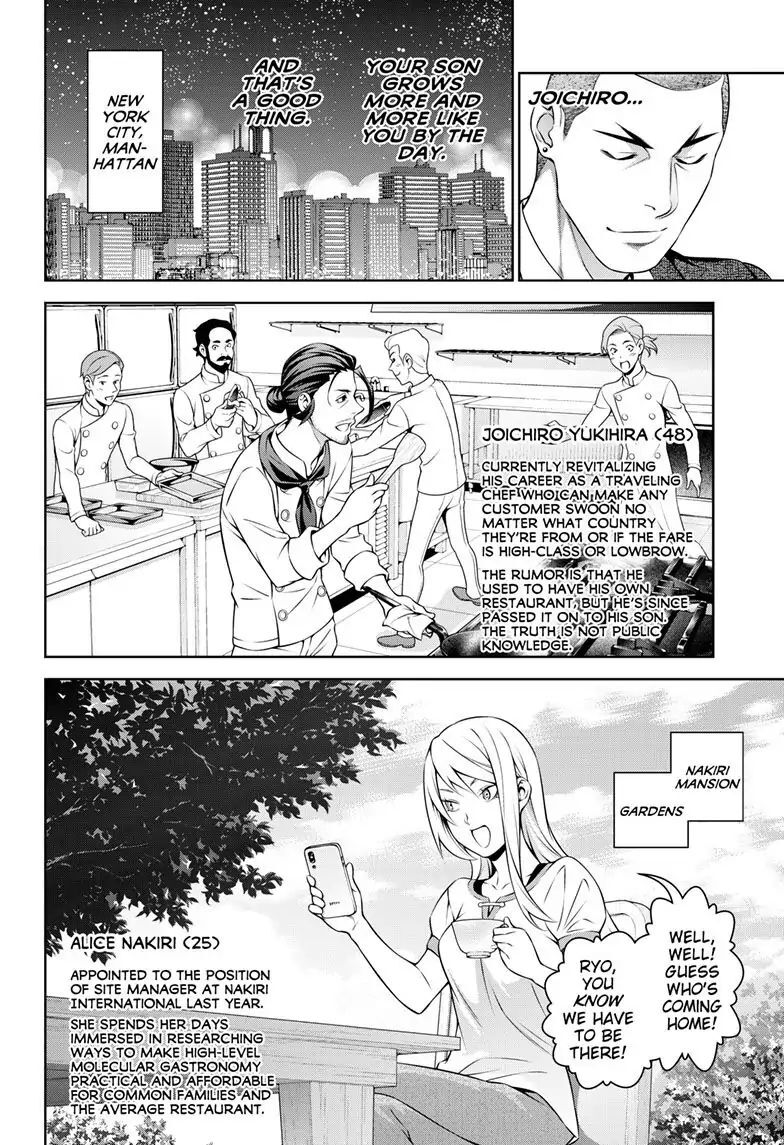 JOICHIRO...
YOUR SON
GROWS
MORE AND
MORE LIKE
YOU BY THE
DAY.
AND
THAT'S
A GOOD
THING.
NEW
YORK
CITY,
MAN-
HATTAN
JOICHIRO YUKIHIRA (48)
CURRENTLY REVITALIZING
HIS CAREER AS A TRAVELING
CHEF WHO CAN MAKE ANY
CUSTOMER SWOON NO
MATTER WHAT COUNTRY
THEY'RE FROM OR IF THE FARE
IS HIGH-CLASS OR LOWBROW.
THE RUMOR IS THAT HE
USED TO HAVE HIS OWN
RESTAURANT, BUT HE'S SINCE
PASSED IT ON TO HIS SON.
THE TRUTH IS NOT PUBLIC
KNOWLEDGE.
NAKIRI
MANSION
GARDENS
WELL,
WELL!
GUESS
WHO'S
COMING
HOME!
RYO,
YOU
KNOW
WE HAVE
TO BE
THERE!
ALICE NAKIRI (25)
APPOINTED TO THE POSITION
OF SITE MANAGER AT NAKIRI
INTERNATIONAL LAST YEAR.
SHE SPENDS HER DAYS
IMMERSED IN RESEARCHING
WAYS TO MAKE HIGH-LEVEL
MOLECULAR GASTRONOMY
PRACTICAL AND AFFORDABLE
FOR COMMON FAMILIES AND
THE AVERAGE RESTAURANT.